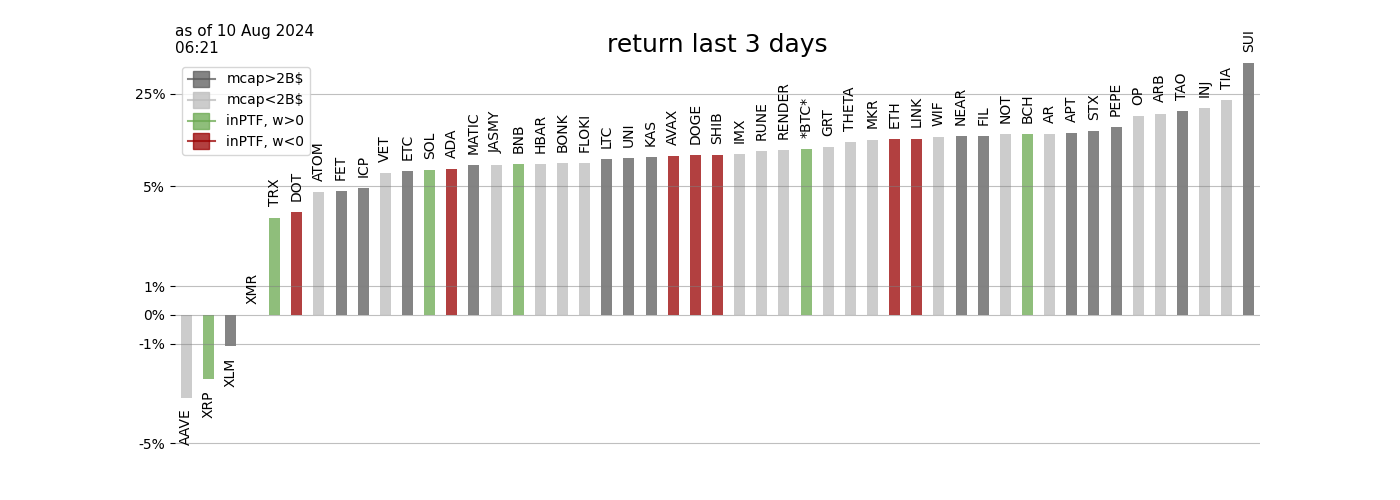 as of 10 Aug 2024
06:21
return last 3 days
mcap>2B$
mcap<2B$
inPTF, w>0
inPTF, w<0
25%
5%
1%
0%
-1%
-5%
AAVE
XRP
XLM
XMR
TRX
DOT
ATOM
FET
ICP
VET
ETC
SOL
ADA
MATIC
JASMY
BNB
HBAR
BONK
FLOKI
LTC
UNI
KAS
AVAX
DOGE
SHIB
IMX
RUNE
RENDER
*BTC*
GRT
THETA
MKR
ETH
LINK
WIF
NEAR
FIL
NOT
BCH
AR
APT
STX
PEPE
OP
ARB
TAO
INJ
TIA
SUI